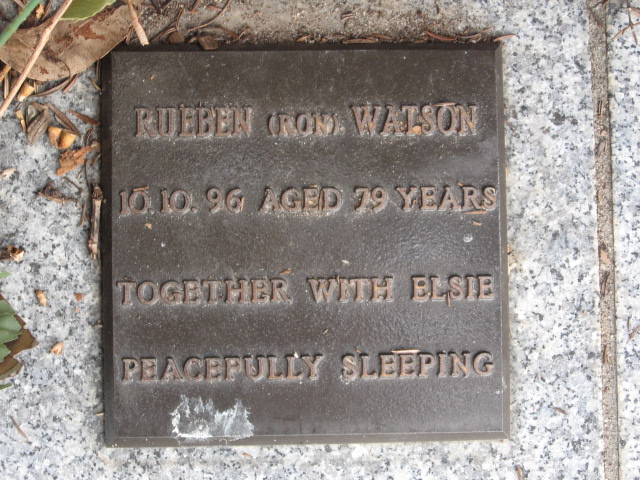 RUEBEN (RON). WATSON
10.10.96 AGED 79 YEARS
TOGETHER WITH ELSIE
PEACEFULLY SLEEPING